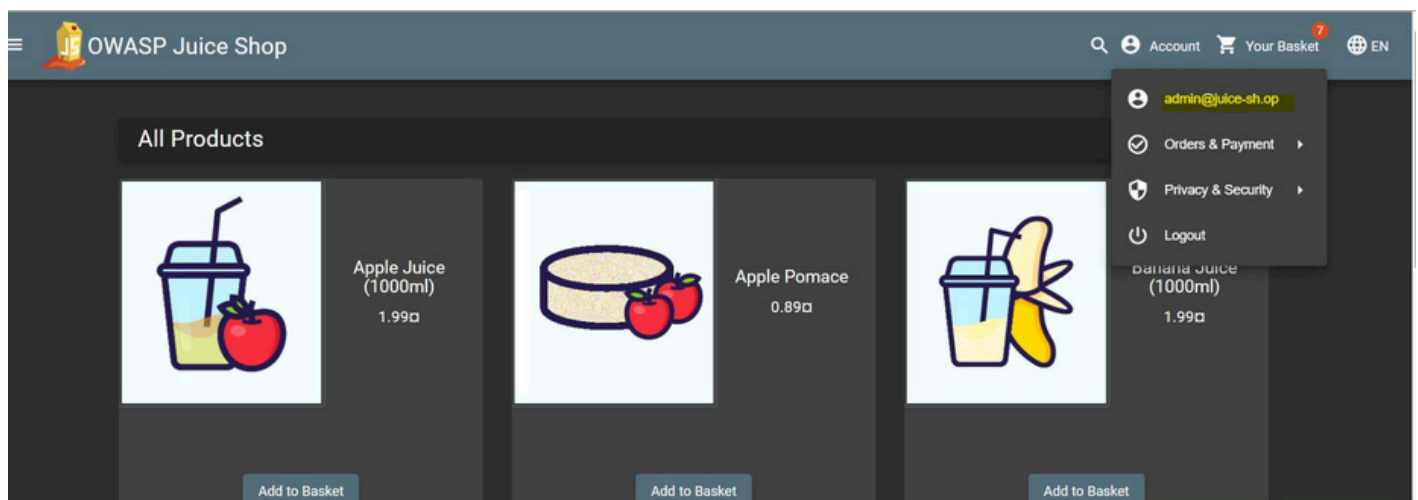 OWASP Juice Shop
Account
Your Basket
7
EN
admin@juice-sh.op
Orders & Payment
Privacy & Security
Logout
All Products
Apple Juice
(1000ml)
1.99¤
Apple Pomace
0.89¤
Banana Juice
(1000ml)
1.99¤
Add to Basket
Add to Basket
Add to Basket